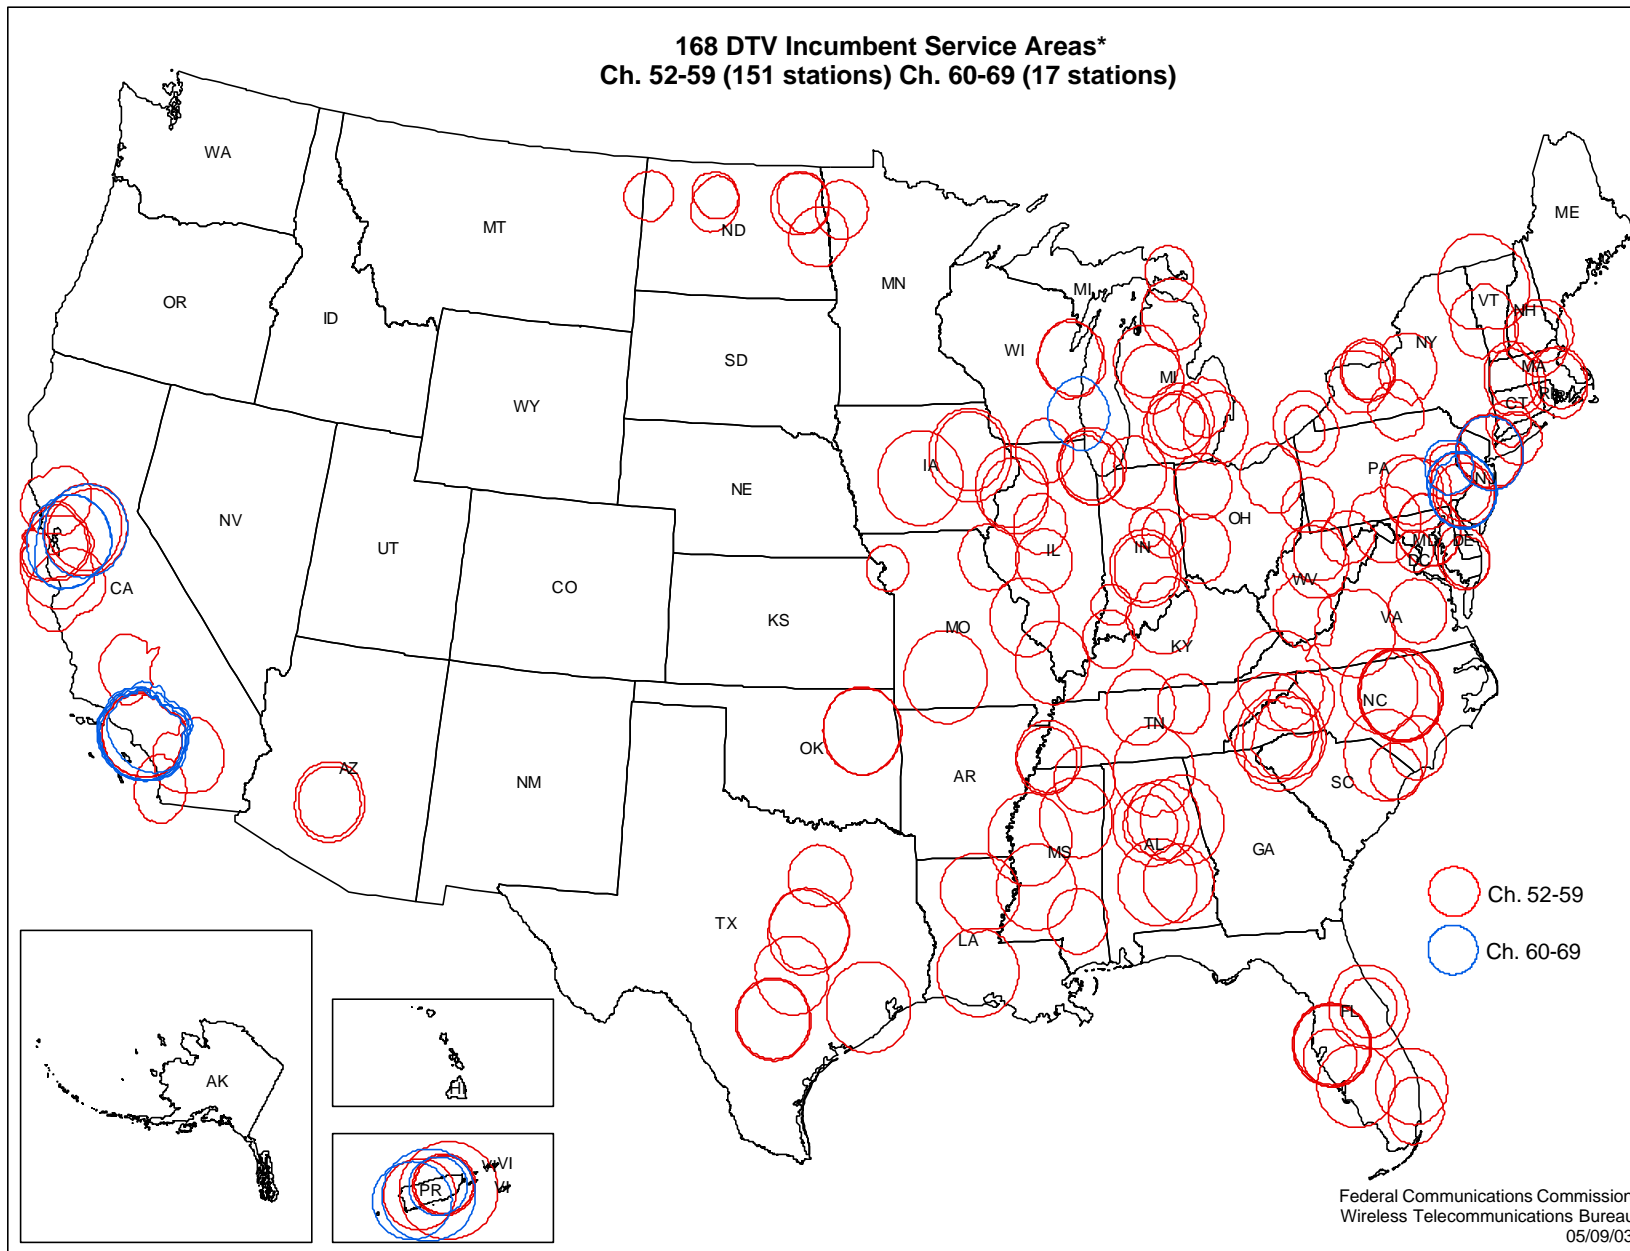 168 DTV Incumbent Service Areas*
Ch. 52-59 (151 stations) Ch. 60-69 (17 stations)
WA
MT
ND
MN
ME
OR
ID
SD
WI
MI
MI
VT
NH
NY
MA
RI
CT
WY
NE
IA
PA
NJ
NV
UT
CO
KS
MO
IL
IN
OH
WV
MD
DE
DC
VA
KY
CA
AZ
NM
OK
AR
TN
NC
SC
MS
AL
GA
TX
LA
FL
Ch. 52-59
Ch. 60-69
AK
HI
PR
VI
VI
VI
Federal Communications Commission
Wireless Telecommunications Bureau
05/09/03